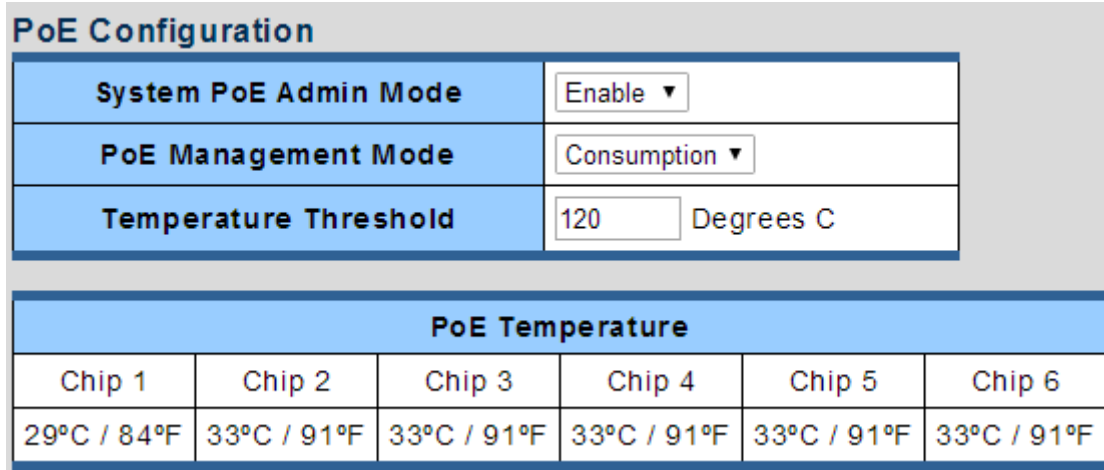 PoE Configuration
System PoE Admin Mode Enable ▼
PoE Management Mode Consumption ▼
Temperature Threshold 120 Degrees C
PoE Temperature
Chip 1 Chip 2 Chip 3 Chip 4 Chip 5 Chip 6
29ºC / 84ºF 33ºC / 91ºF 33ºC / 91ºF 33ºC / 91ºF 33ºC / 91ºF 33ºC / 91ºF